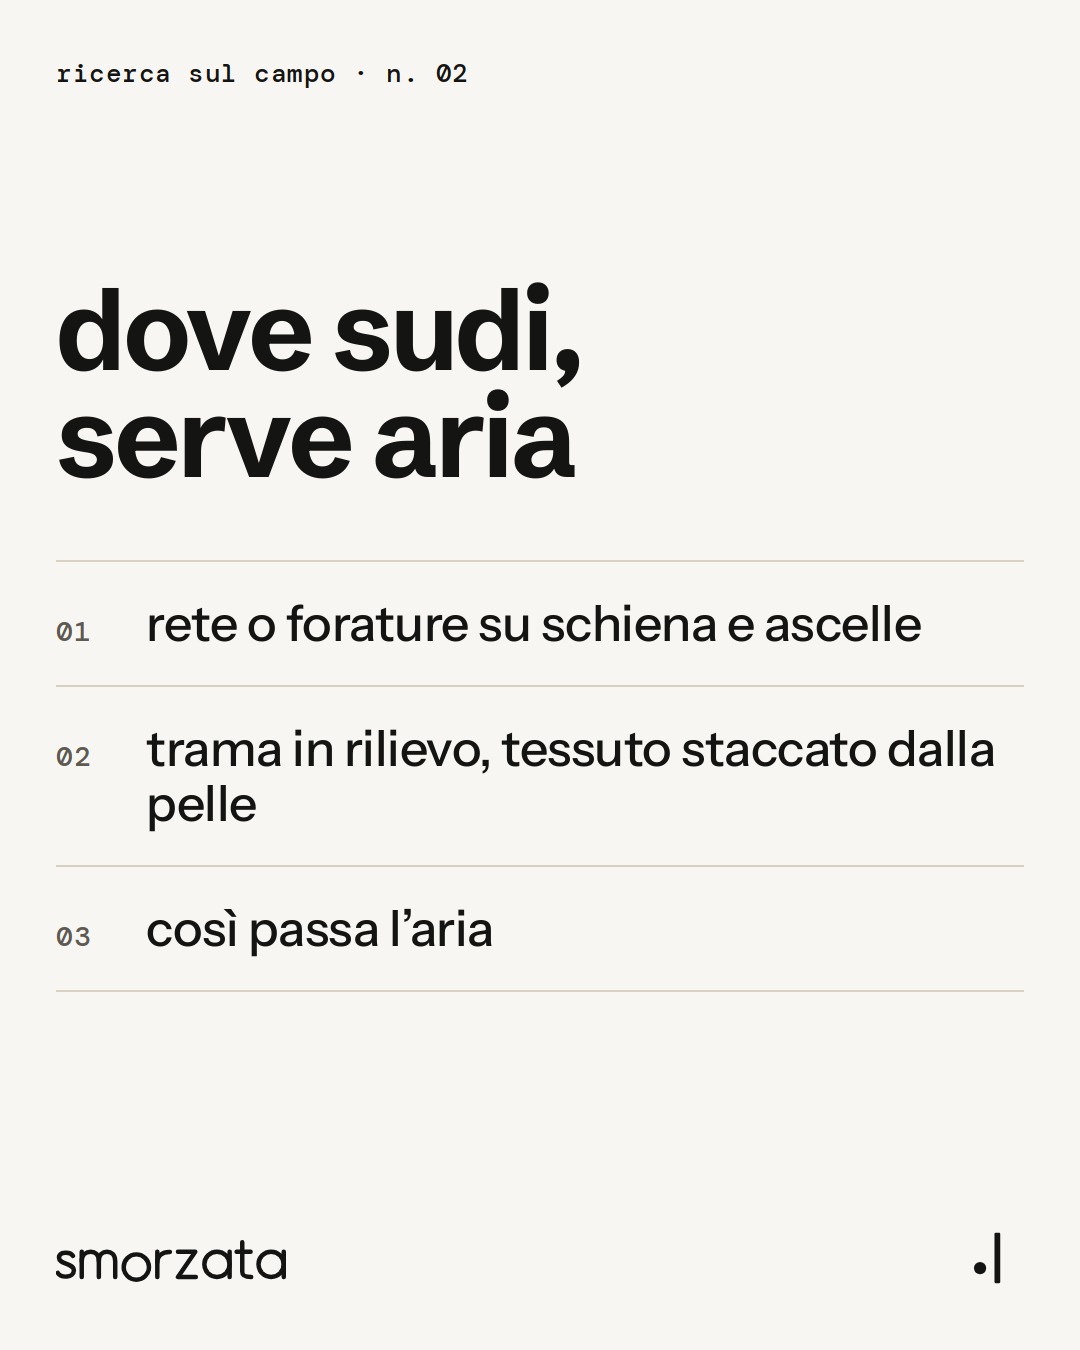 ricerca sul campo · n. 02
dove sudi,
serve aria
01 rete o forature su schiena e ascelle
02 trama in rilievo, tessuto staccato dalla
pelle
03 così passa l’aria
smorzata